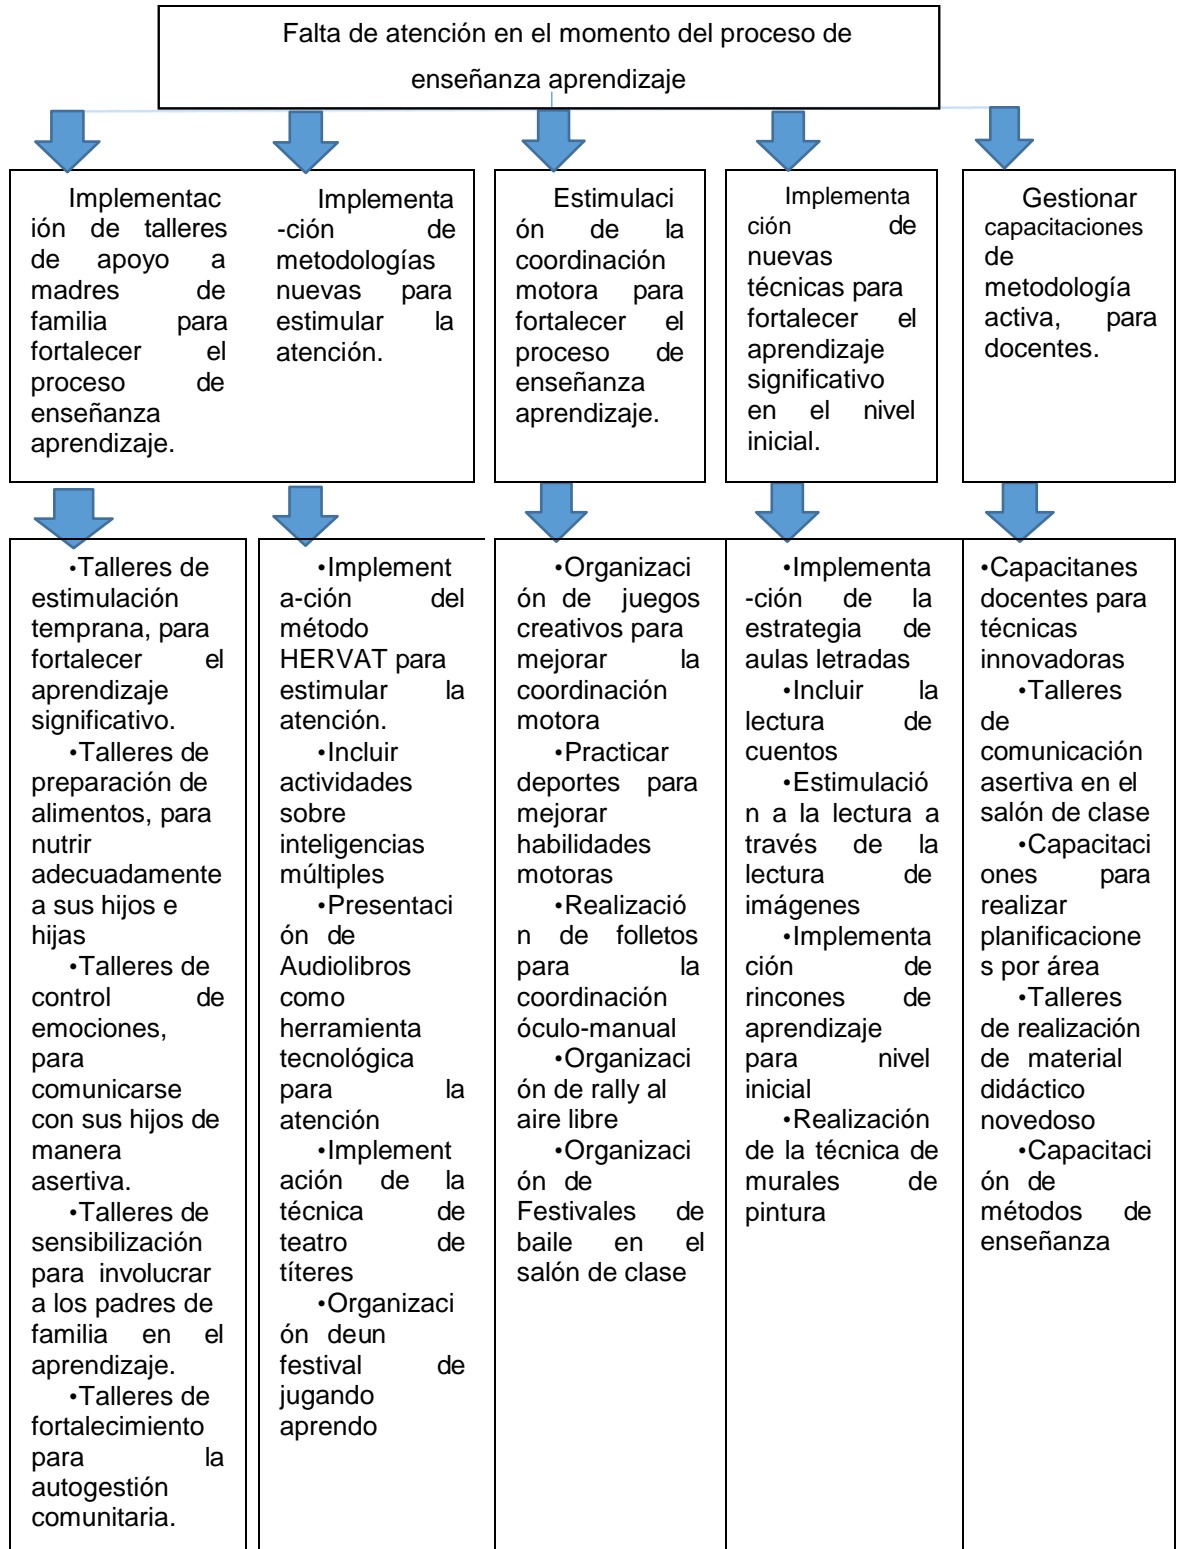 Falta de atención en el momento del proceso de
enseñanza aprendizaje
Implementac
ión de talleres
de apoyo a
madres de
familia para
fortalecer el
proceso de
enseñanza
aprendizaje.
Implementa
-ción de
metodologías
nuevas para
estimular la
atención.
Estimulaci
ón de la
coordinación
motora para
fortalecer el
proceso de
enseñanza
aprendizaje.
Implementa
ción de
nuevas
técnicas para
fortalecer el
aprendizaje
significativo
en el nivel
inicial.
Gestionar
capacitaciones
de
metodología
activa, para
docentes.
•Talleres de
estimulación
temprana, para
fortalecer el
aprendizaje
significativo.
•Talleres de
preparación de
alimentos, para
nutrir
adecuadamente
a sus hijos e
hijas
•Talleres de
control de
emociones,
para
comunicarse
con sus hijos de
manera
asertiva.
•Talleres de
sensibilización
para involucrar
a los padres de
familia en el
aprendizaje.
•Talleres de
fortalecimiento
para la
autogestión
comunitaria.
•Implement
a-ción del
método
HERVAT para
estimular la
atención.
•Incluir
actividades
sobre
inteligencias
múltiples
•Presentaci
ón de
Audiolibros
como
herramienta
tecnológica
para la
atención
•Implement
ación de la
técnica de
teatro de
títeres
•Organizaci
ón deun
festival de
jugando
aprendo
•Organizaci
ón de juegos
creativos para
mejorar la
coordinación
motora
•Practicar
deportes para
mejorar
habilidades
motoras
•Realizació
n de folletos
para la
coordinación
óculo-manual
•Organizaci
ón de rally al
aire libre
•Organizaci
ón de
Festivales de
baile en el
salón de clase
•Implementa
-ción de la
estrategia de
aulas letradas
•Incluir la
lectura de
cuentos
•Estimulació
n a la lectura a
través de la
lectura de
imágenes
•Implementa
ción de
rincones de
aprendizaje
para nivel
inicial
•Realización
de la técnica de
murales de
pintura
•Capacitanes
docentes para
técnicas
innovadoras
•Talleres
de
comunicación
asertiva en el
salón de clase
•Capacitaci
ones para
realizar
planificacione
s por área
•Talleres
de realización
de material
didáctico
novedoso
•Capacitaci
ón de
métodos de
enseñanza